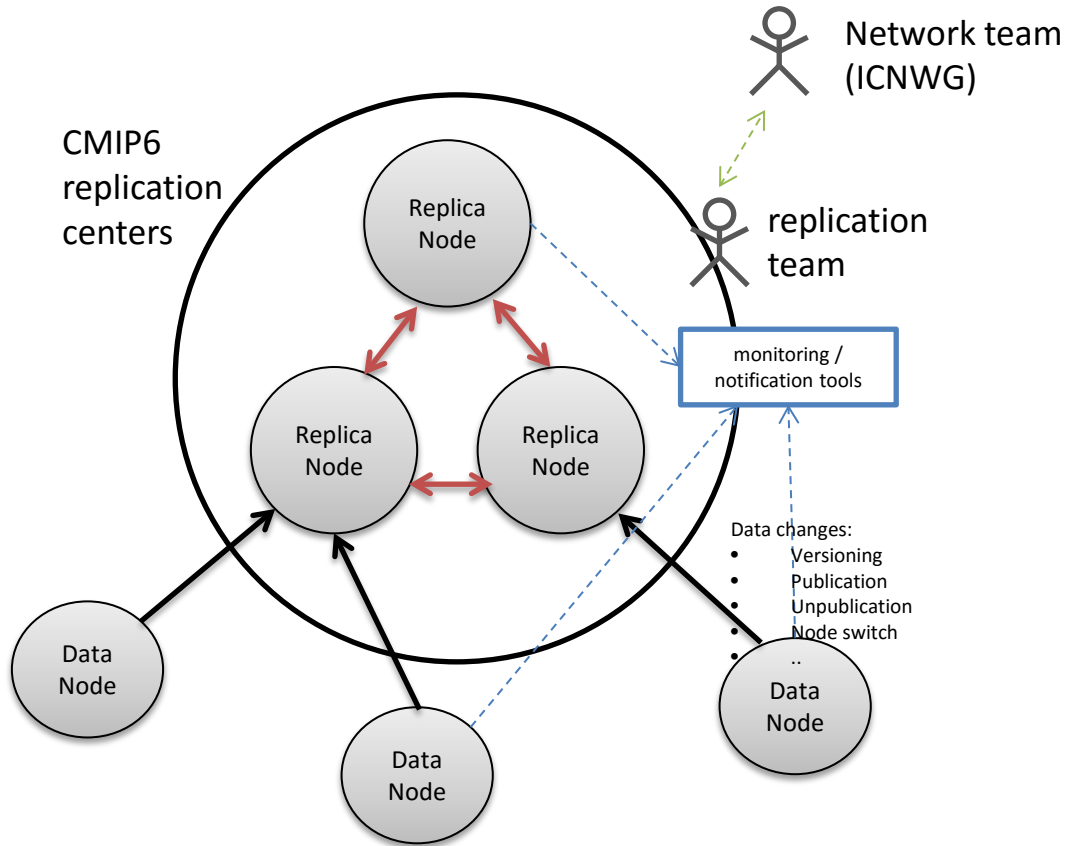 Network team
(ICNWG)
CMIP6
replication
centers
Replica
Node
replication
team
monitoring /
notification tools
Replica
Node
Replica
Node
Data changes:
• Versioning
• Publication
• Unpublication
• Node switch
• ..
Data
Node
Data
Node
Data
Node